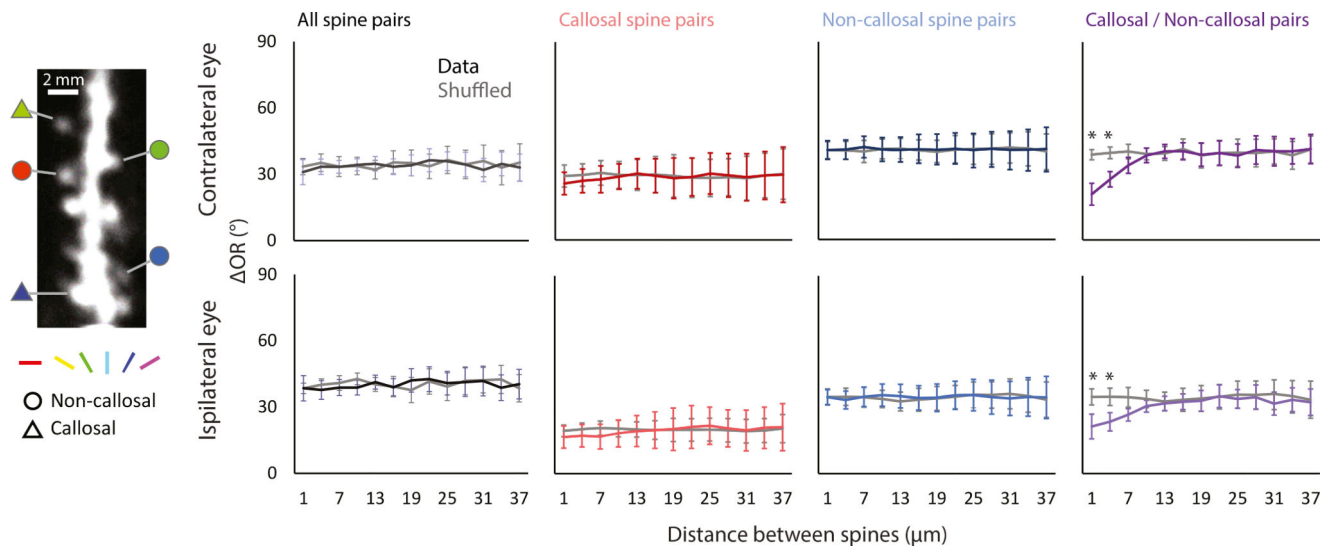 All spine pairs
Callosal spine pairs
Non-callosal spine pairs
Callosal / Non-callosal pairs
2 mm
Contralateral eye
90
60
30
0
Data
Shuffled
* *
ΔOR (°)
Ispilateral eye
90
60
30
0
* *
Non-callosal
Callosal
1 7 13 19 25 31 37
1 7 13 19 25 31 37
1 7 13 19 25 31 37
1 7 13 19 25 31 37
Distance between spines (μm)